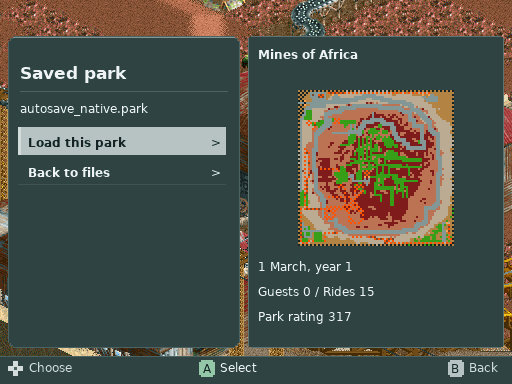 Saved park
autosave_native.park
Load this park >
Back to files >
Mines of Africa
1 March, year 1
Guests 0 / Rides 15
Park rating 317
Choose
A Select
B Back